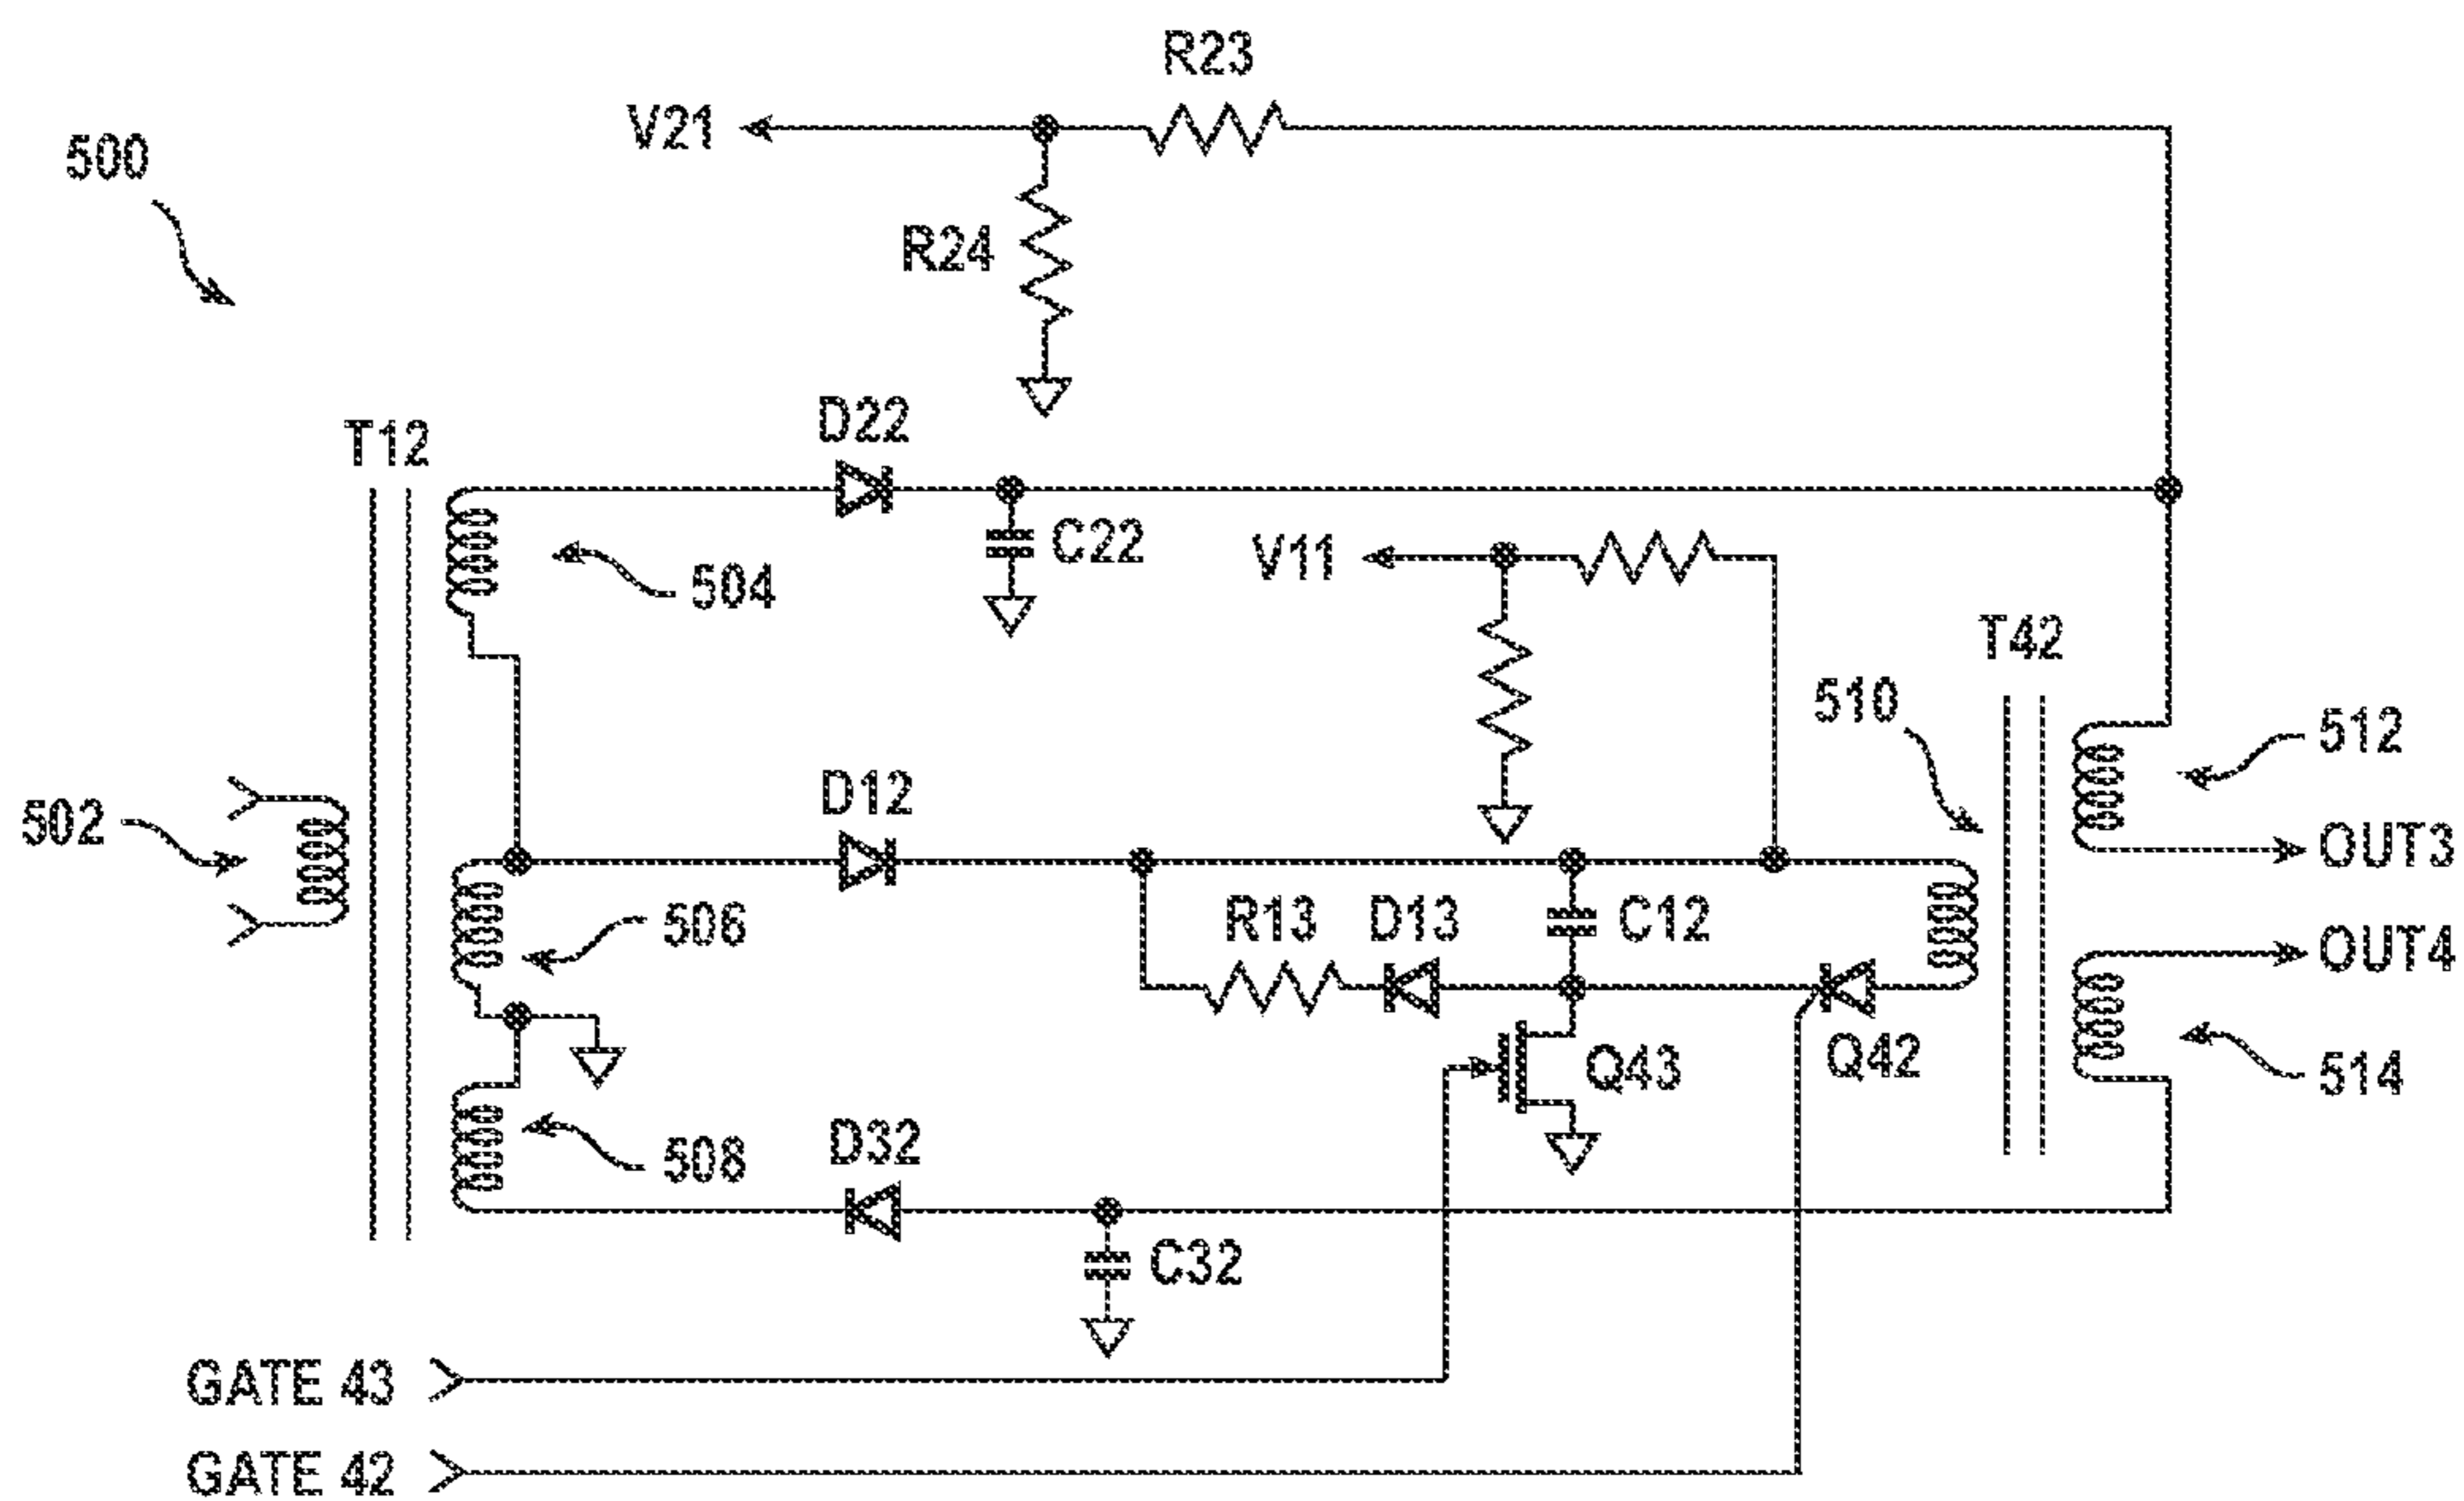 R23
V21
500
R24
D22
T12
C22
V11
504
T42
510
512
D12
502
OUT3
R13
D13
C12
506
OUT4
Q43
Q42
514
D32
508
C32
GATE 43
GATE 42